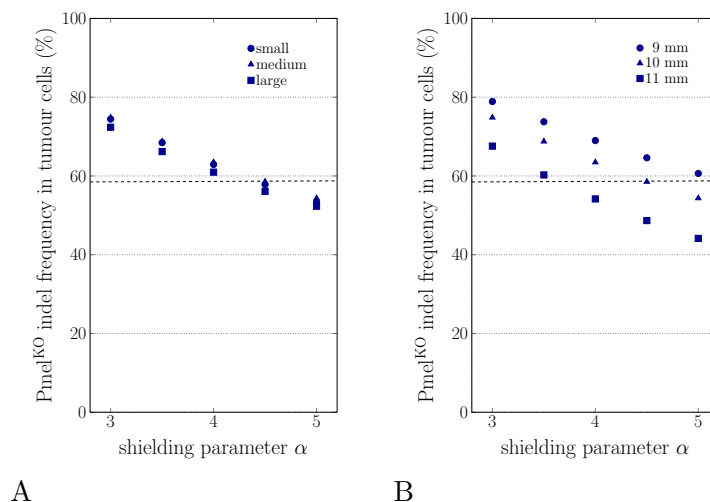 100
80
60
40
20
0
3
4
5
Pmel^KO indel frequency in tumour cells (%)
shielding parameter α
small
medium
large
A
100
80
60
40
20
0
3
4
5
Pmel^KO indel frequency in tumour cells (%)
shielding parameter α
9 mm
10 mm
11 mm
B